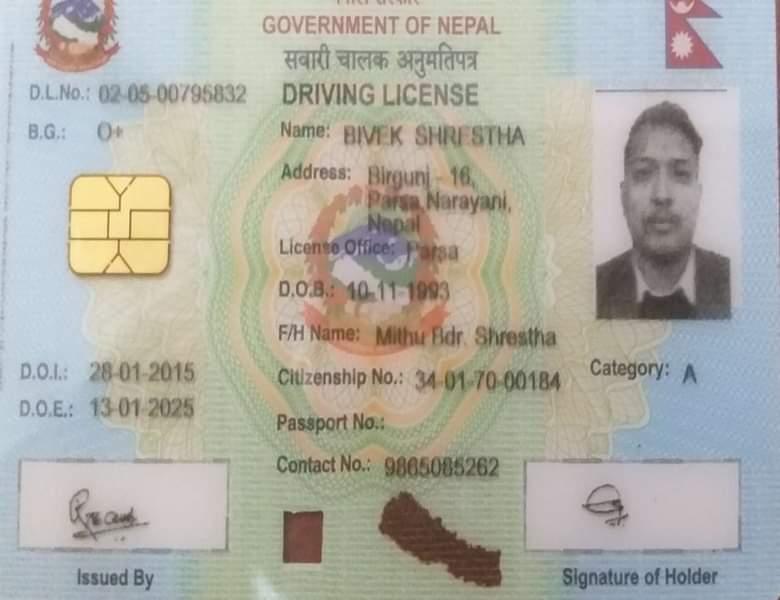 GOVERNMENT OF NEPAL
सवारी चालक अनुमतिपत्र
D.L.No.: 02-05-00795832 DRIVING LICENSE
B.G.: O+
Name: BIVEK SHRESTHA
Address: Birgunj - 16,
Parsa,Narayani,
Nepal
License Office: Parsa
D.O.B.: 10-11-1993
F/H Name: Mithu Bdr. Shrestha
D.O.I.: 28-01-2015
Citizenship No.: 34-01-70-00184
Category: A
D.O.E.: 13-01-2025
Passport No.:
Contact No.: 9865085262
Issued By
Signature of Holder